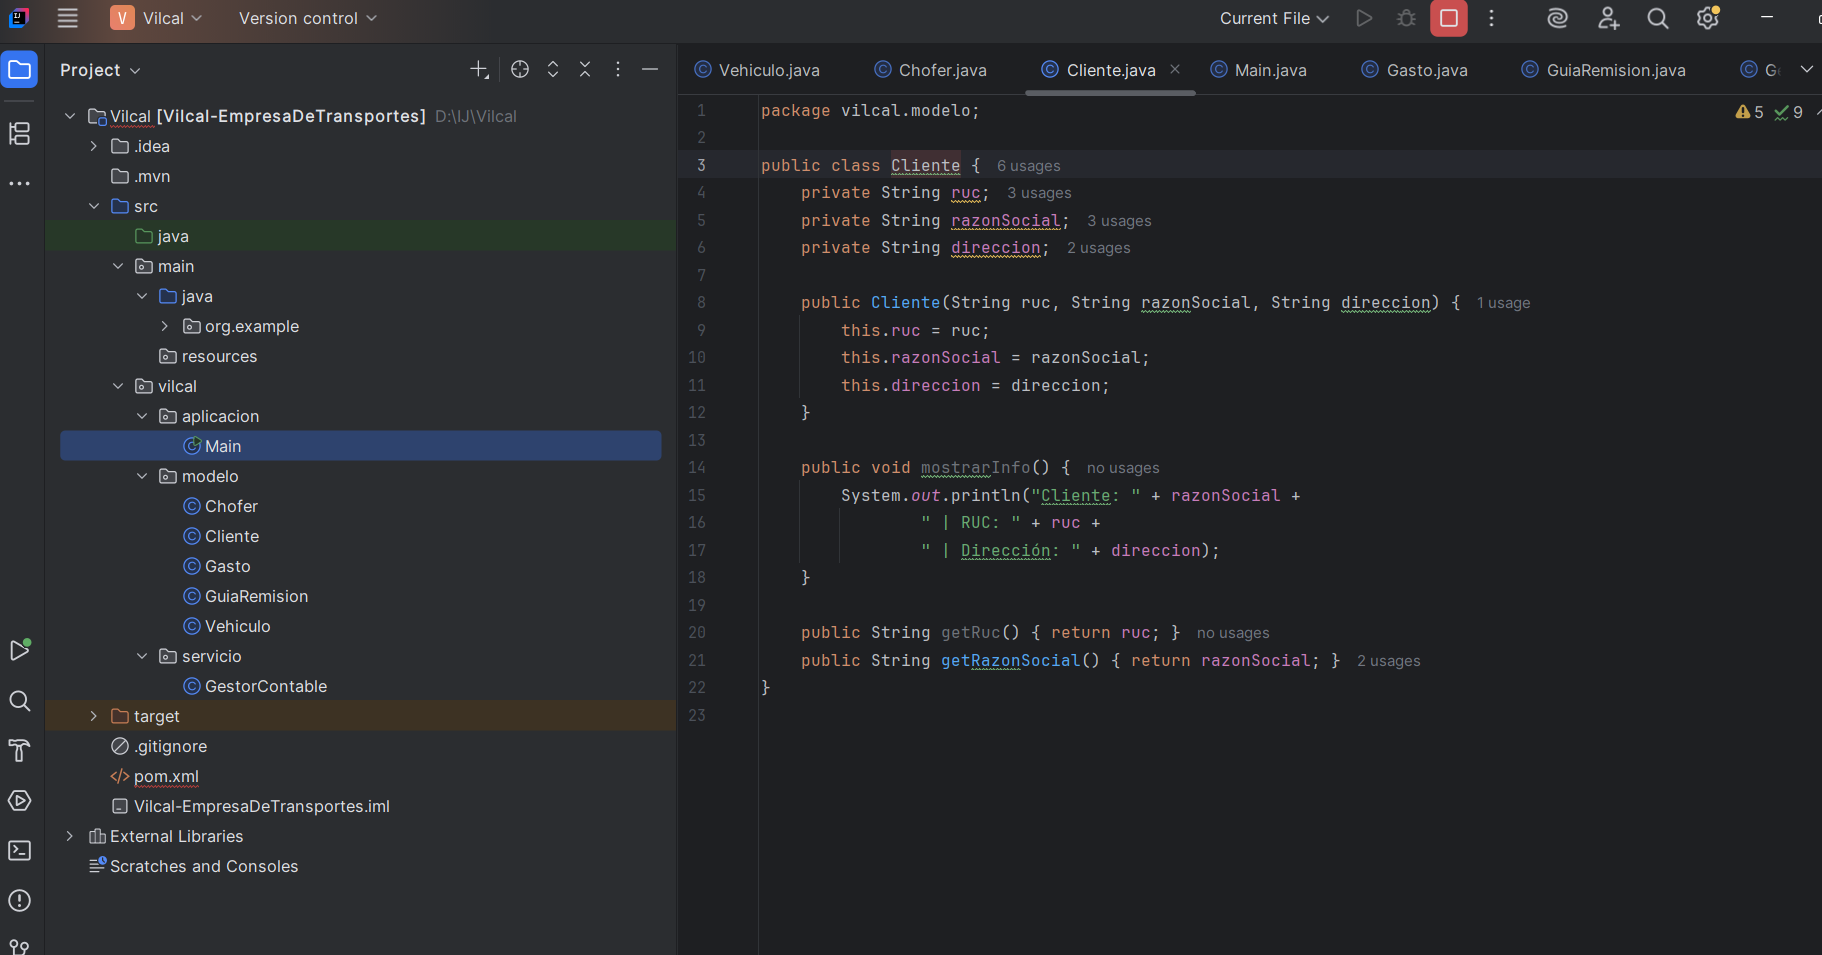 V Vilcal Version control Current File
Project
Vilcal [Vilcal-EmpresaDeTransportes] D:\IJ\Vilcal
.idea
.mvn
src
java
main
java
org.example
resources
vilcal
aplicacion
Main
modelo
Chofer
Cliente
Gasto
GuiaRemision
Vehiculo
servicio
GestorContable
target
.gitignore
pom.xml
Vilcal-EmpresaDeTransportes.iml
External Libraries
Scratches and Consoles
Vehiculo.java Chofer.java Cliente.java Main.java Gasto.java GuiaRemision.java
5 9
1 package vilcal.modelo;
2
3 public class Cliente { 6 usages
4 private String ruc; 3 usages
5 private String razonSocial; 3 usages
6 private String direccion; 2 usages
7
8 public Cliente(String ruc, String razonSocial, String direccion) { 1 usage
9 this.ruc = ruc;
10 this.razonSocial = razonSocial;
11 this.direccion = direccion;
12 }
13
14 public void mostrarInfo() { no usages
15 System.out.println("Cliente: " + razonSocial +
16 " | RUC: " + ruc +
17 " | Dirección: " + direccion);
18 }
19
20 public String getRuc() { return ruc; } no usages
21 public String getRazonSocial() { return razonSocial; } 2 usages
22 }
23